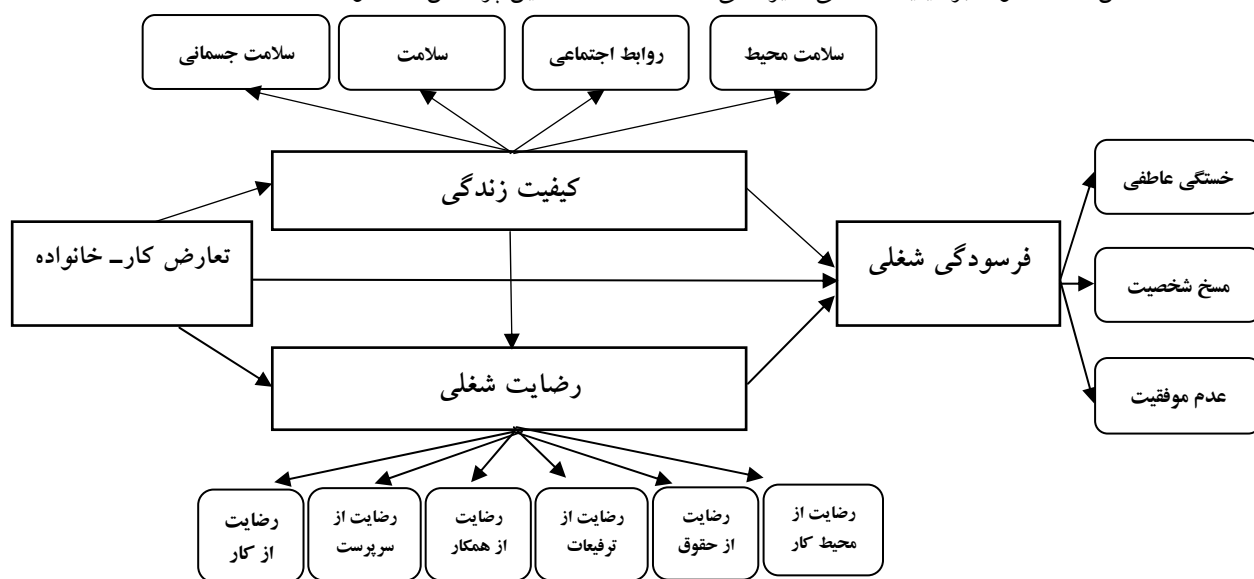 سلامت محیط
روابط اجتماعی
سلامت
سلامت جسمانی
کیفیت زندگی
خستگی عاطفی
تعارض کار- خانواده
فرسودگی شغلی
مسخ شخصیت
رضایت شغلی
عدم موفقیت
رضایت از
محیط کار
رضایت
از حقوق
رضایت از
ترفیعات
رضایت
از همکار
رضایت از
سرپرست
رضایت
از کار